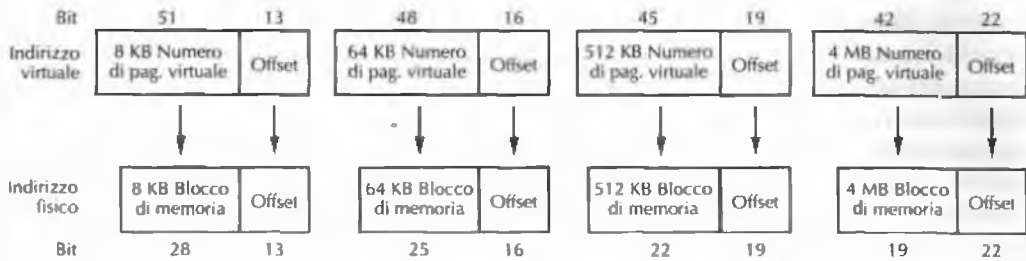 Bit 51 13 48 16 45 19 42 22
Indirizzo virtuale
8 KB Numero di pag. virtuale
Offset
64 KB Numero di pag. virtuale
Offset
512 KB Numero di pag. virtuale
Offset
4 MB Numero di pag. virtuale
Offset
Indirizzo fisico
8 KB Blocco di memoria
Offset
64 KB Blocco di memoria
Offset
512 KB Blocco di memoria
Offset
4 MB Blocco di memoria
Offset
Bit 28 13 25 16 22 19 19 22